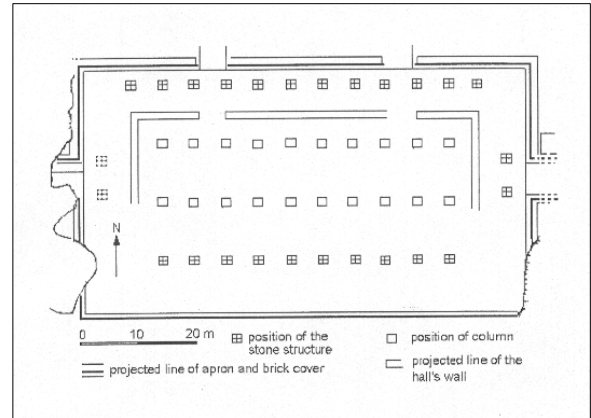 N
0 10 20 m
position of the
stone structure
position of column
projected line of apron and brick cover
projected line of the
hall's wall